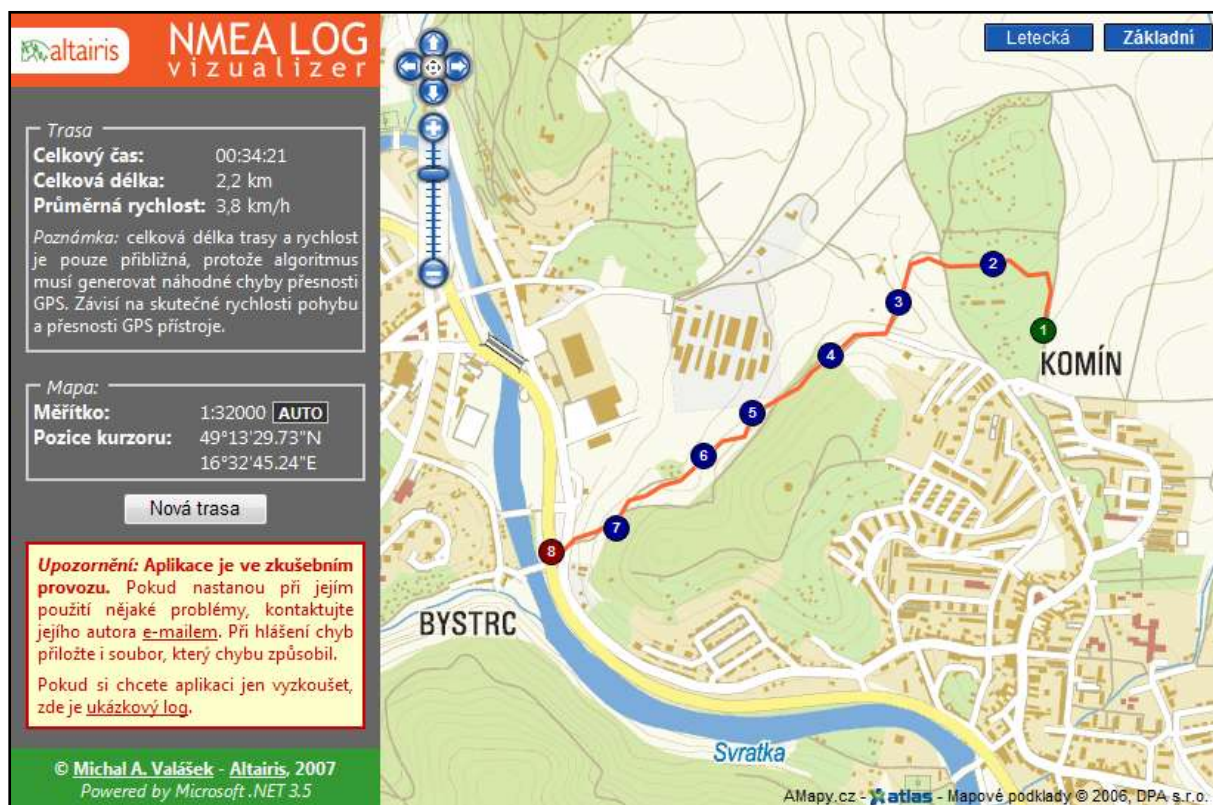 altairis
NMEA LOG
vizualizer
Trasa
Celkový čas: 00:34:21
Celková délka: 2,2 km
Průměrná rychlost: 3,8 km/h
Poznámka: celková délka trasy a rychlost
je pouze přibližná, protože algoritmus
musí generovat náhodné chyby přesnosti
GPS. Závisí na skutečné rychlosti pohybu
a přesnosti GPS přístroje.
Mapa:
Měřítko: 1:32000 AUTO
Pozice kurzoru: 49°13'29.73"N
16°32'45.24"E
Nová trasa
Upozornění: Aplikace je ve zkušebním
provozu. Pokud nastanou při jejím
použití nějaké problémy, kontaktujte
jejího autora e-mailem. Při hlášení chyb
přiložte i soubor, který chybu způsobil.
Pokud si chcete aplikaci jen vyzkoušet,
zde je ukázkový log.
© Michal A. Valášek - Altairis, 2007
Powered by Microsoft .NET 3.5
Letecká
Základní
1
2
3
4
5
6
7
8
KOMÍN
BYSTRC
Svratka
AMapy.cz - atlas - Mapové podklady © 2006, DPA s.r.o.